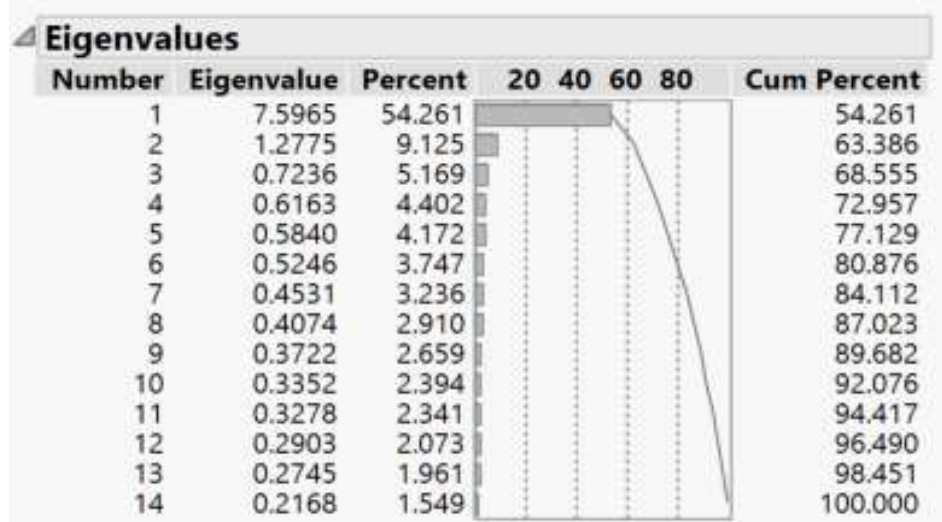 Eigenvalues
Number Eigenvalue Percent 20 40 60 80 Cum Percent
1 7.5965 54.261 54.261
2 1.2775 9.125 63.386
3 0.7236 5.169 68.555
4 0.6163 4.402 72.957
5 0.5840 4.172 77.129
6 0.5246 3.747 80.876
7 0.4531 3.236 84.112
8 0.4074 2.910 87.023
9 0.3722 2.659 89.682
10 0.3352 2.394 92.076
11 0.3278 2.341 94.417
12 0.2903 2.073 96.490
13 0.2745 1.961 98.451
14 0.2168 1.549 100.000